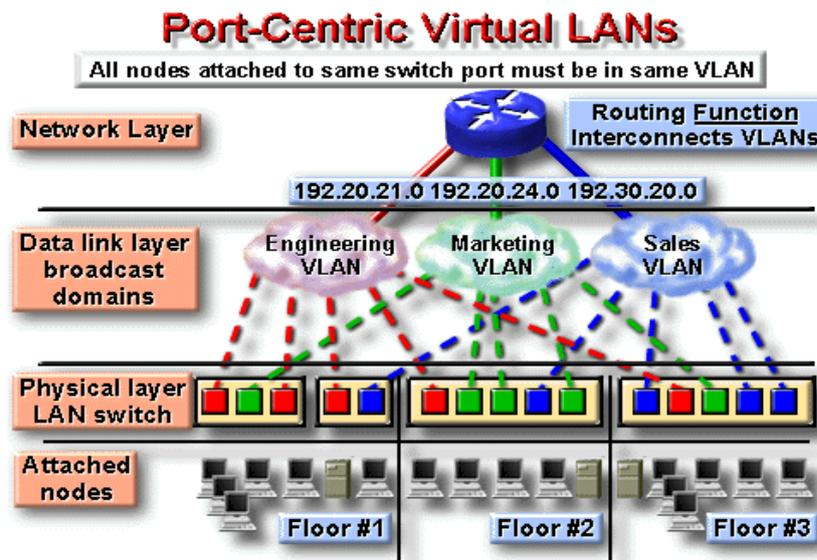 Port-Centric Virtual LANs
All nodes attached to same switch port must be in same VLAN
Network Layer
Routing Function
Interconnects VLANs
192.20.21.0 192.20.24.0 192.30.20.0
Data link layer
broadcast
domains
Engineering
VLAN
Marketing
VLAN
Sales
VLAN
Physical layer
LAN switch
Attached
nodes
Floor #1
Floor #2
Floor #3